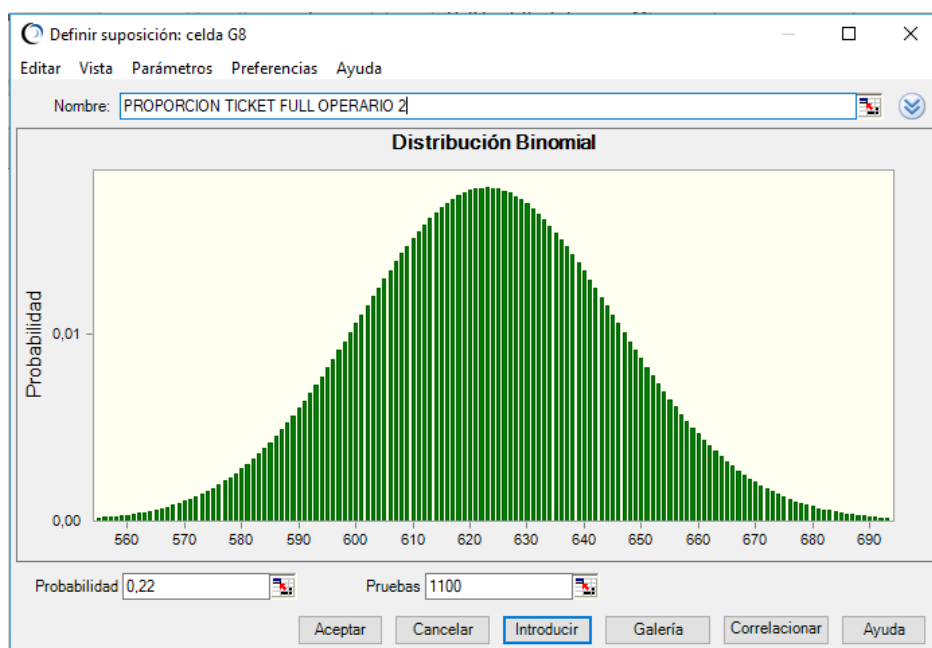 Definir suposición: celda G8
Editar Vista Parámetros Preferencias Ayuda
Nombre: PROPORCION TICKET FULL OPERARIO 2
Distribución Binomial
Probabilidad
0,01
0,00
560 570 580 590 600 610 620 630 640 650 660 670 680 690
Probabilidad 0,22 Pruebas 1100
Aceptar Cancelar Introducir Galería Correlacionar Ayuda